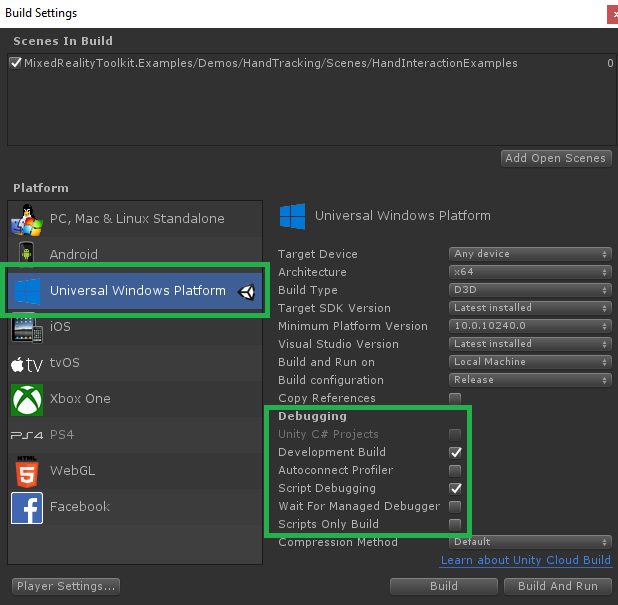 Build Settings
Scenes In Build
MixedRealityToolkit.Examples/Demos/HandTracking/Scenes/HandInteractionExamples 0
Add Open Scenes
Platform
PC, Mac & Linux Standalone
Android
Universal Windows Platform
iOS
tv tvOS
Xbox One
PS4 PS4
HTML
5 WebGL
f Facebook
Universal Windows Platform
Target Device Any device
Architecture x64
Build Type D3D
Target SDK Version Latest installed
Minimum Platform Version 10.0.10240.0
Visual Studio Version Latest installed
Build and Run on Local Machine
Build configuration Release
Copy References
Debugging
Unity C# Projects
Development Build
Autoconnect Profiler
Script Debugging
Wait For Managed Debugger
Scripts Only Build
Compression Method Default
Learn about Unity Cloud Build
Player Settings...
Build
Build And Run